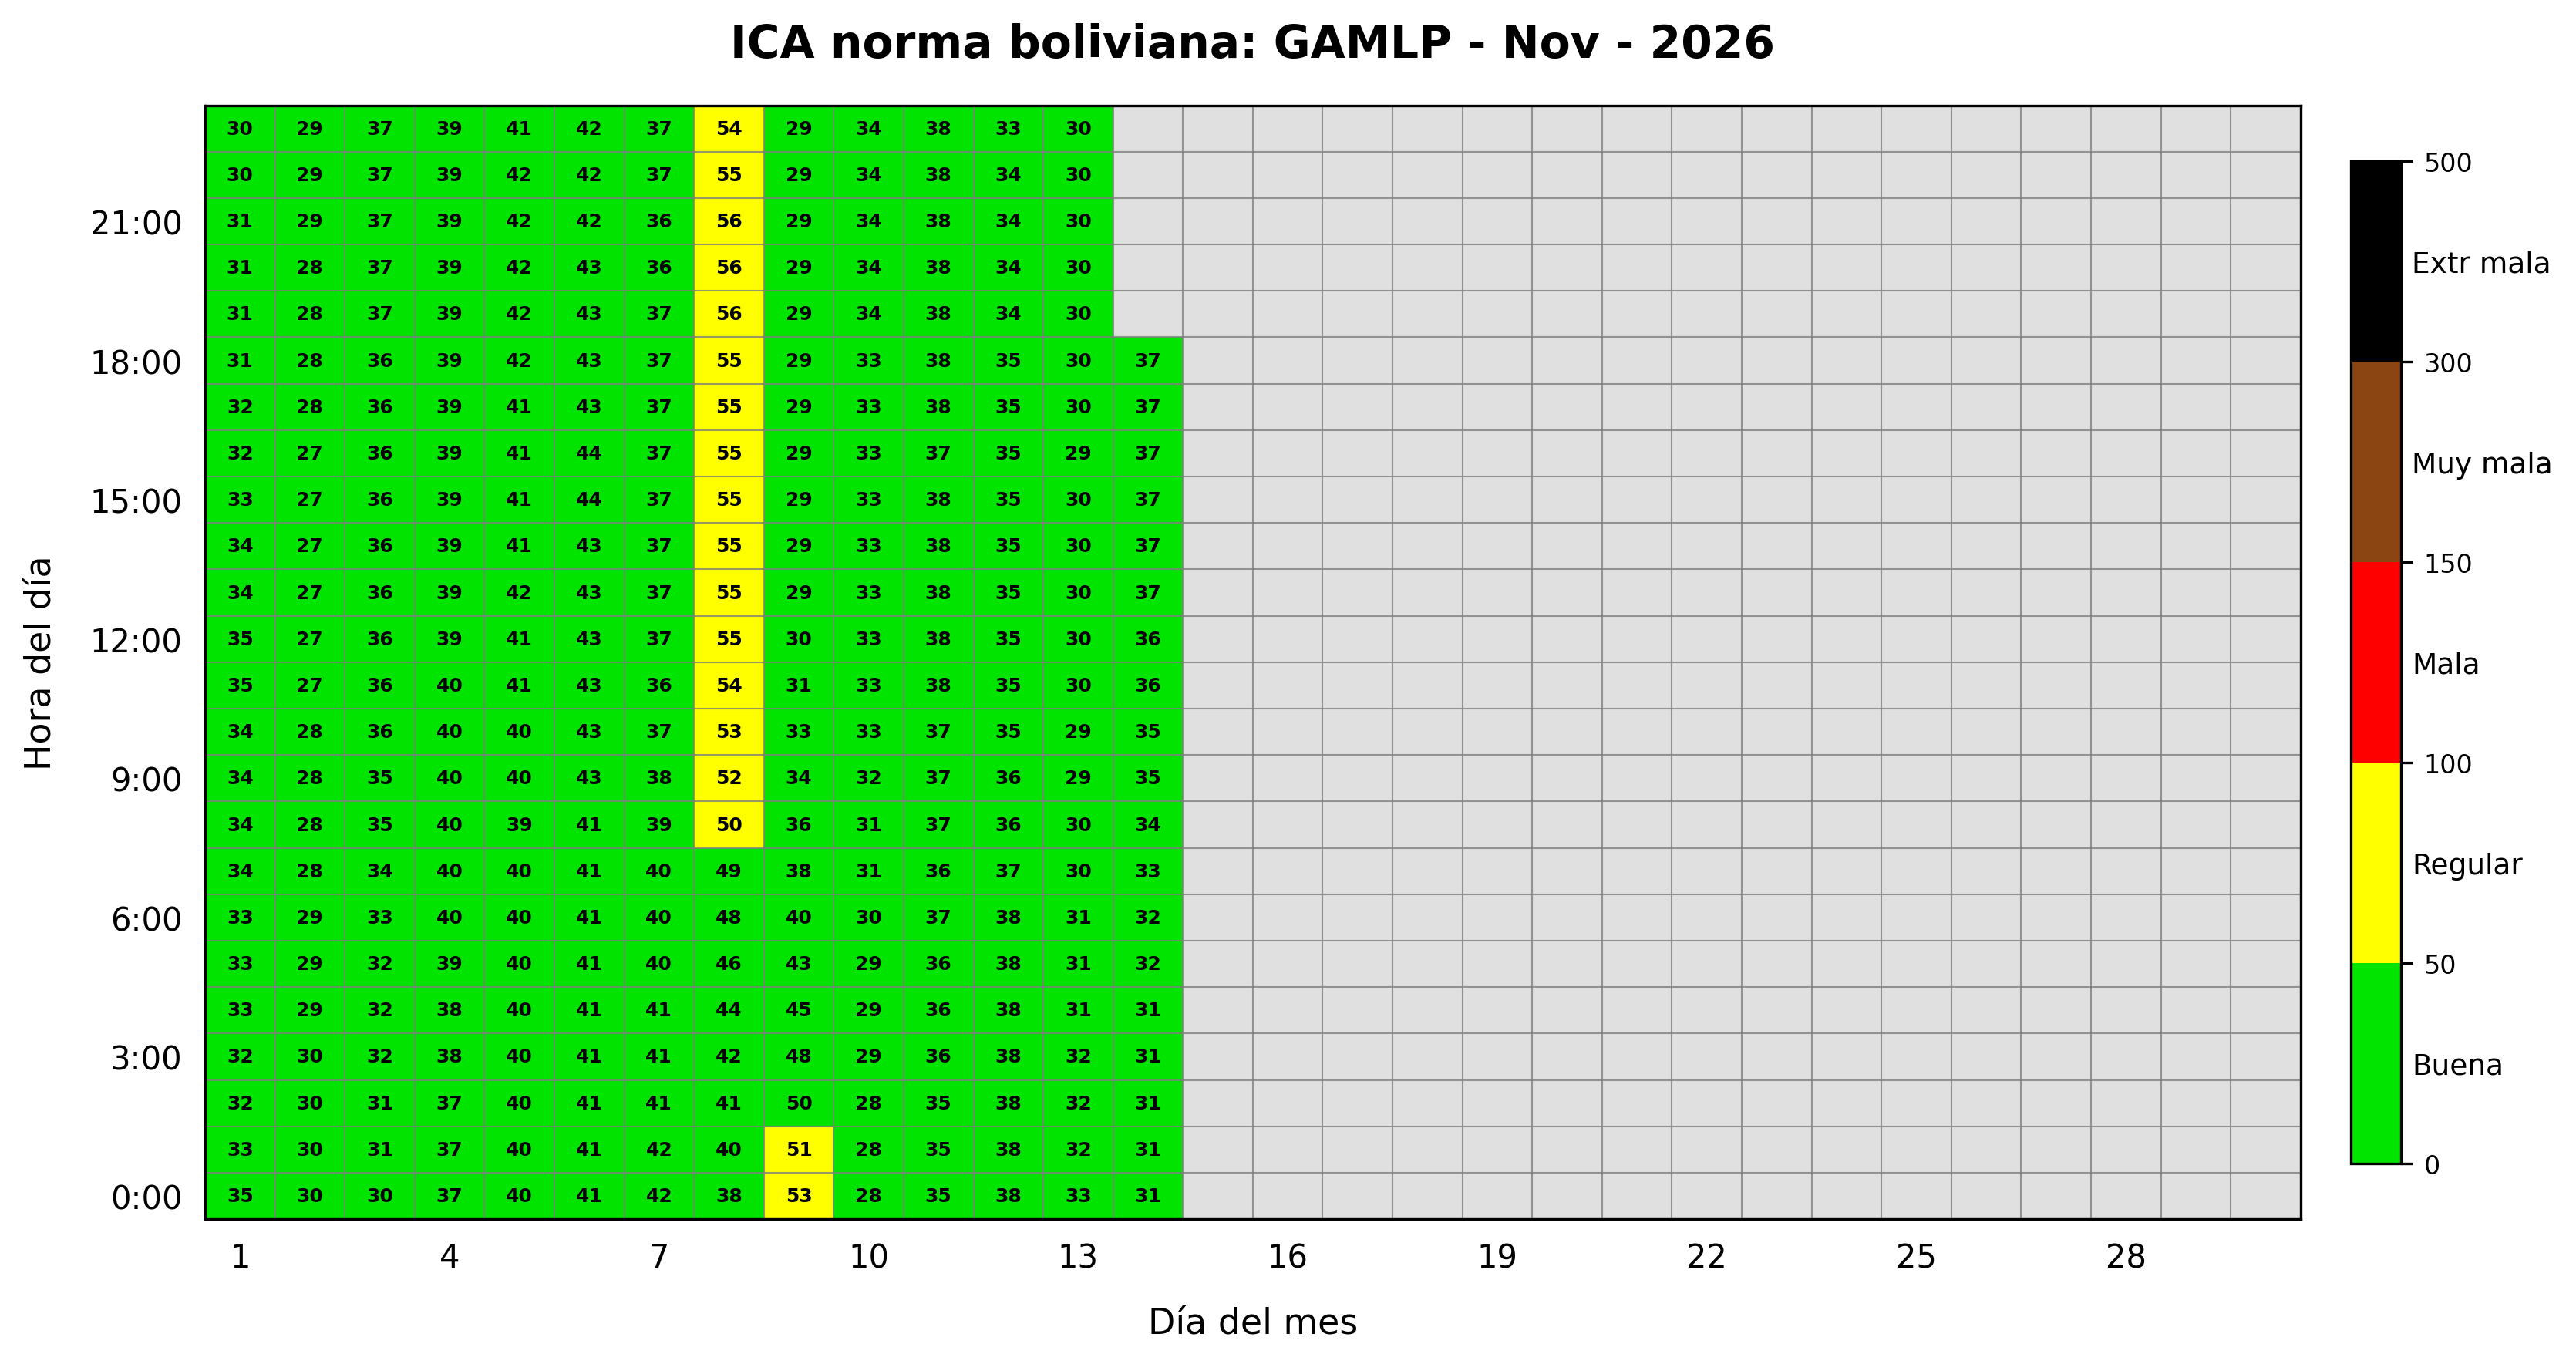 ICA norma boliviana: GAMLP - Nov - 2026
30 29 37 39 41 42 37 54 29 34 38 33 30
30 29 37 39 42 42 37 55 29 34 38 34 30
21:00 31 29 37 39 42 42 36 56 29 34 38 34 30
31 28 37 39 42 43 36 56 29 34 38 34 30
31 28 37 39 42 43 37 56 29 34 38 34 30
18:00 31 28 36 39 42 43 37 55 29 33 38 35 30 37
32 28 36 39 41 43 37 55 29 33 38 35 30 37
32 27 36 39 41 44 37 55 29 33 37 35 29 37
15:00 33 27 36 39 41 44 37 55 29 33 38 35 30 37
34 27 36 39 41 43 37 55 29 33 38 35 30 37
34 27 36 39 42 43 37 55 29 33 38 35 30 37
12:00 35 27 36 39 41 43 37 55 30 33 38 35 30 36
35 27 36 40 41 43 36 54 31 33 38 35 30 36
34 28 36 40 40 43 37 53 33 33 37 35 29 35
9:00 34 28 35 40 40 43 38 52 34 32 37 36 29 35
34 28 35 40 39 41 39 50 36 31 37 36 30 34
34 28 34 40 40 41 40 49 38 31 36 37 30 33
6:00 33 29 33 40 40 41 40 48 40 30 37 38 31 32
33 29 32 39 40 41 40 46 43 29 36 38 31 32
33 29 32 38 40 41 41 44 45 29 36 38 31 31
3:00 32 30 32 38 40 41 41 42 48 29 36 38 32 31
32 30 31 37 40 41 41 41 50 28 35 38 32 31
33 30 31 37 40 41 42 40 51 28 35 38 32 31
0:00 35 30 30 37 40 41 42 38 53 28 35 38 33 31
1 4 7 10 13 16 19 22 25 28
Día del mes
Hora del día
500
Extr mala
300
Muy mala
150
Mala
100
Regular
50
Buena
0